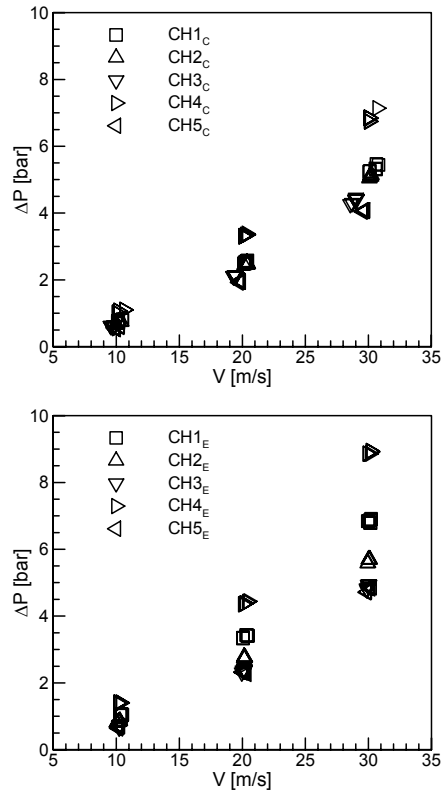 10
8
6
4
2
0
ΔP [bar]
CH1C
CH2C
CH3C
CH4C
CH5C
5 10 15 20 25 30 35
V [m/s]
10
8
6
4
2
0
ΔP [bar]
CH1E
CH2E
CH3E
CH4E
CH5E
5 10 15 20 25 30 35
V [m/s]